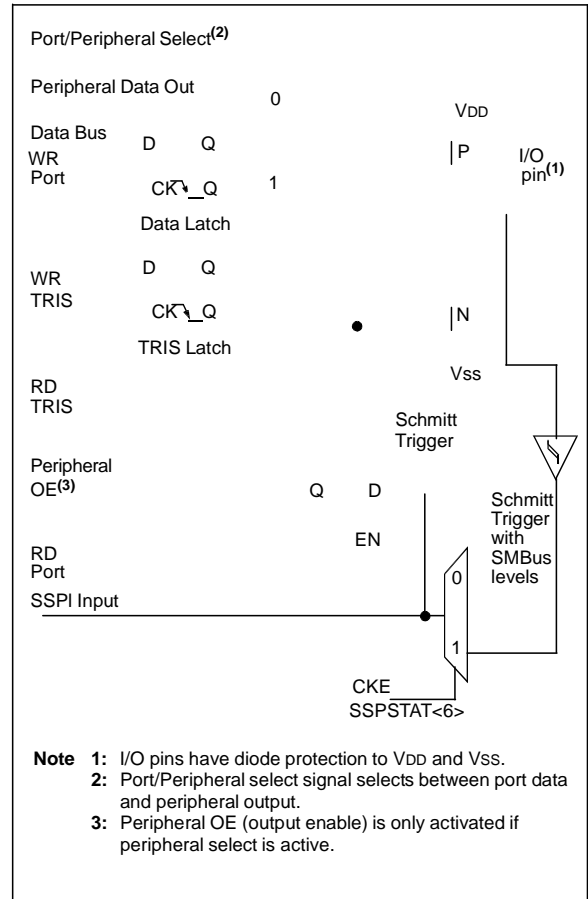 Port/Peripheral Select(2)
Peripheral Data Out
0
VDD
Data Bus
D Q
P
WR
Port
I/O
pin(1)
CK Q
1
Data Latch
D Q
WR
TRIS
CK Q
N
TRIS Latch
Vss
RD
TRIS
Schmitt
Trigger
Peripheral
OE(3)
Q D
Schmitt
Trigger
with
SMBus
levels
EN
RD
Port
0
SSPI Input
1
CKE
SSPSTAT<6>
Note 1: I/O pins have diode protection to VDD and VSS.
2: Port/Peripheral select signal selects between port data
and peripheral output.
3: Peripheral OE (output enable) is only activated if
peripheral select is active.